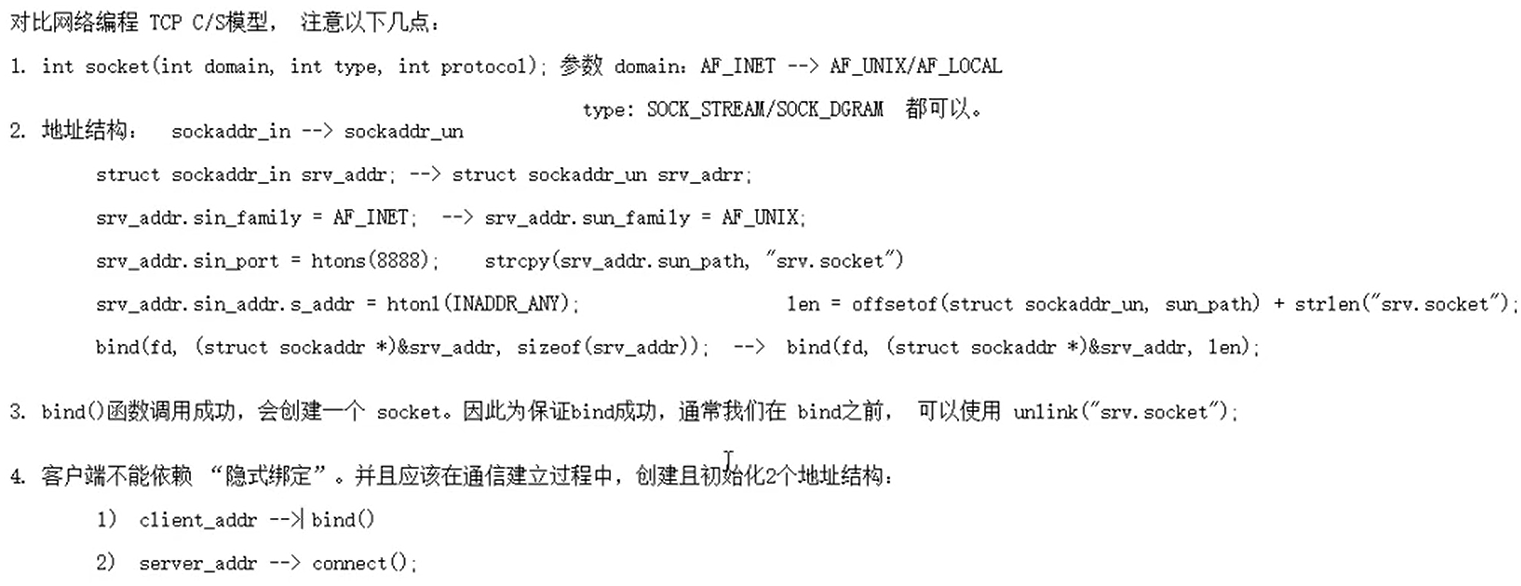 对比网络编程 TCP C/S模型， 注意以下几点：
1. int socket(int domain, int type, int protocol); 参数 domain：AF_INET --> AF_UNIX/AF_LOCAL
type: SOCK_STREAM/SOCK_DGRAM 都可以。
2. 地址结构： sockaddr_in --> sockaddr_un
struct sockaddr_in srv_addr; --> struct sockaddr_un srv_adrr;
srv_addr.sin_family = AF_INET; --> srv_addr.sun_family = AF_UNIX;
srv_addr.sin_port = htons(8888); strcpy(srv_addr.sun_path, "srv.socket")
srv_addr.sin_addr.s_addr = htonl(INADDR_ANY); len = offsetof(struct sockaddr_un, sun_path) + strlen("srv.socket");
bind(fd, (struct sockaddr *)&srv_addr, sizeof(srv_addr)); --> bind(fd, (struct sockaddr *)&srv_addr, len);
3. bind()函数调用成功，会创建一个 socket。因此为保证bind成功，通常我们在 bind之前， 可以使用 unlink("srv.socket");
4. 客户端不能依赖 “隐式绑定”。并且应该在通信建立过程中，创建且初始化2个地址结构：
1) client_addr --> bind()
2) server_addr --> connect();